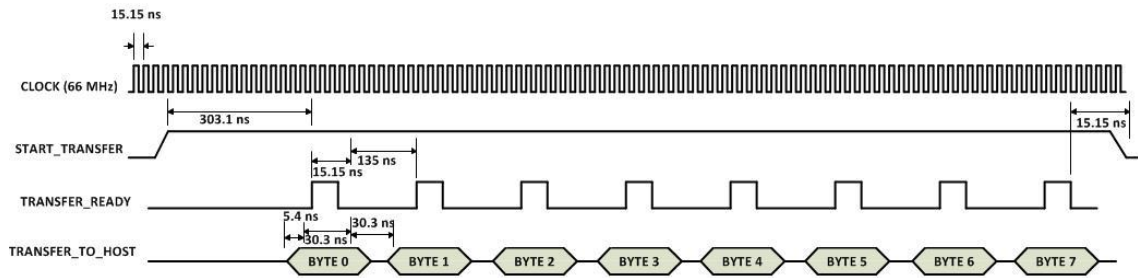 15.15 ns
CLOCK (66 MHz)
303.1 ns
15.15 ns
START_TRANSFER
135 ns
15.15 ns
TRANSFER_READY
5.4 ns
30.3 ns
30.3 ns
TRANSFER_TO_HOST
BYTE 0 BYTE 1 BYTE 2 BYTE 3 BYTE 4 BYTE 5 BYTE 6 BYTE 7